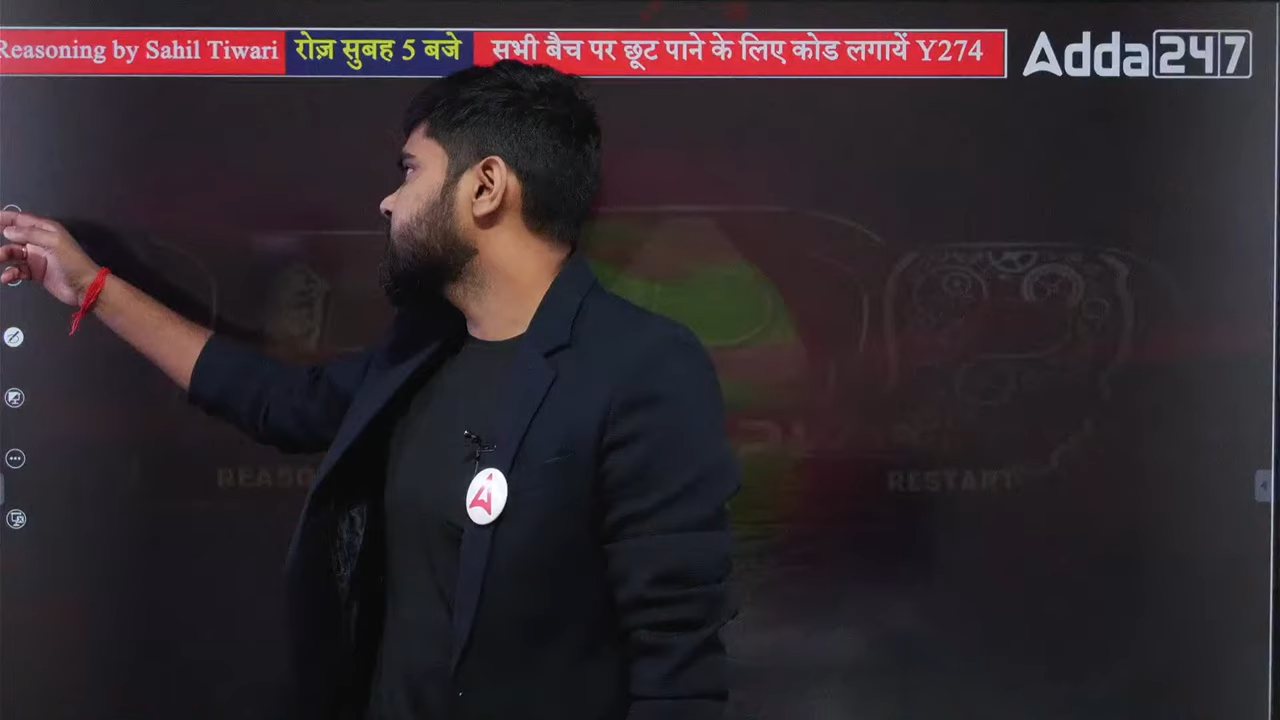 Reasoning by Sahil Tiwari रोज़ सुबह 5 बजे सभी बैच पर छूट पाने के लिए कोड लगायें Y274
Adda247
RESTART